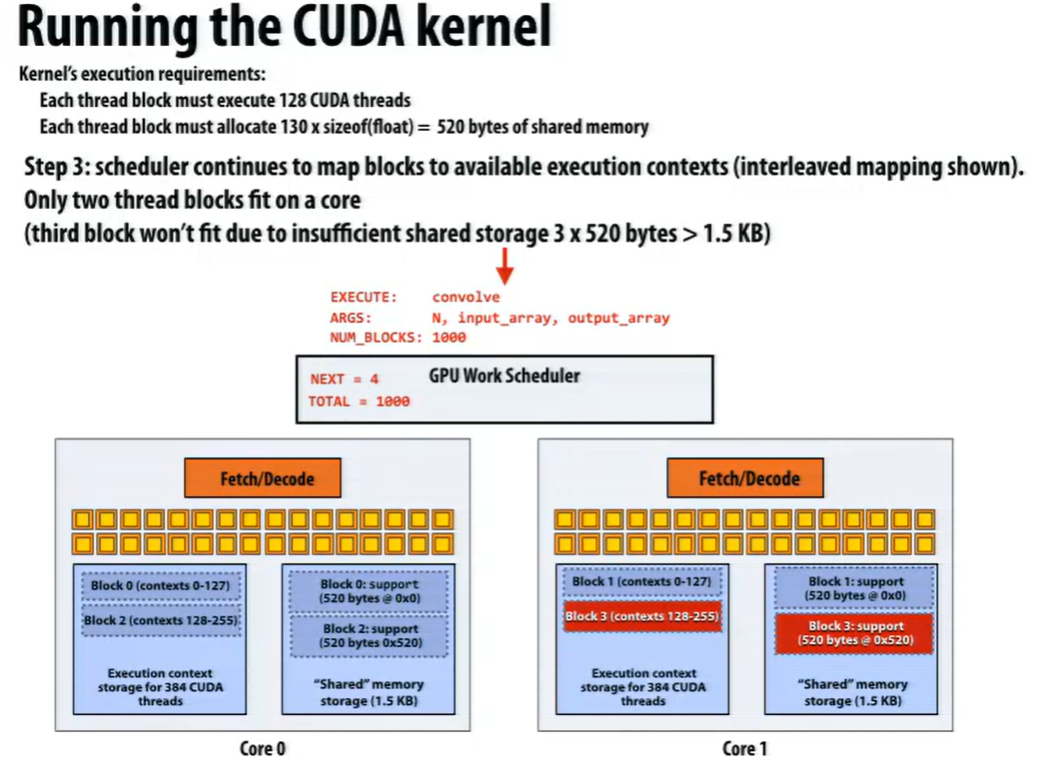 Running the CUDA kernel
Kernel's execution requirements:
Each thread block must execute 128 CUDA threads
Each thread block must allocate 130 x sizeof(float) = 520 bytes of shared memory
Step 3: scheduler continues to map blocks to available execution contexts (interleaved mapping shown).
Only two thread blocks fit on a core
(third block won't fit due to insufficient shared storage 3 x 520 bytes > 1.5 KB)
EXECUTE: convolve
ARGS: N, input_array, output_array
NUM_BLOCKS: 1000
NEXT = 4
GPU Work Scheduler
TOTAL = 1000
Fetch/Decode
Block 0 (contexts 0-127)
Block 2 (contexts 128-255)
Execution context
storage for 384 CUDA
threads
Block 0: support
(520 bytes @ 0x0)
Block 2: support
(520 bytes 0x520)
"Shared" memory
storage (1.5 KB)
Core 0
Fetch/Decode
Block 1 (contexts 0-127)
Block 3 (contexts 128-255)
Execution context
storage for 384 CUDA
threads
Block 1: support
(520 bytes @ 0x0)
Block 3: support
(520 bytes @ 0x520)
"Shared" memory
storage (1.5 KB)
Core 1